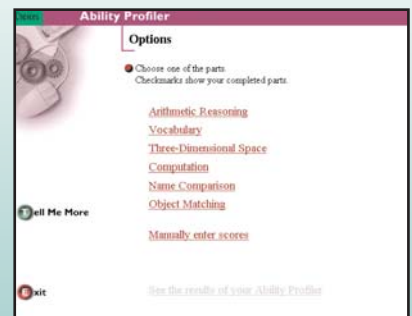 Options
Ability Profiler
Options
Choose one of the parts.
Checkmarks show your completed parts.
Arithmetic Reasoning
Vocabulary
Three-Dimensional Space
Computation
Name Comparison
Object Matching
Tell Me More
Manually enter scores
Exit
See the results of your Ability Profiler